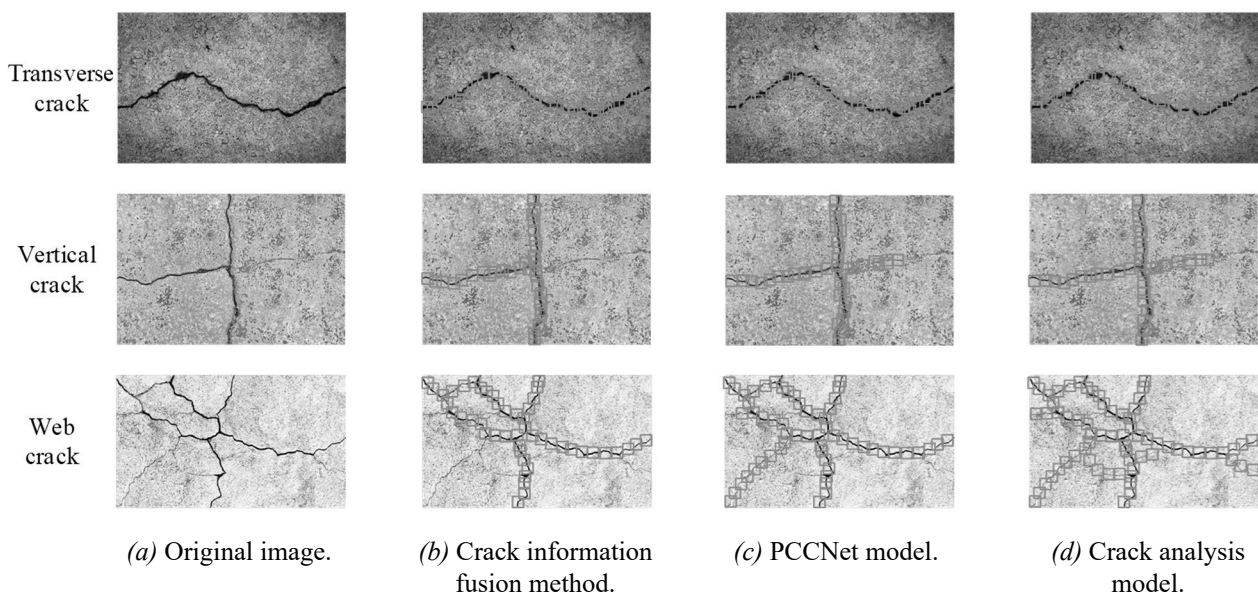 Transverse
crack
Vertical
crack
Web
crack
(a) Original image.
(b) Crack information
fusion method.
(c) PCCNet model.
(d) Crack analysis
model.